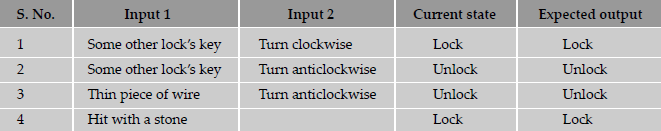 S. No. Input 1 Input 2 Current state Expected output
1 Some other lock's key Turn clockwise Lock Lock
2 Some other lock's key Turn anticlockwise Unlock Unlock
3 Thin piece of wire Turn anticlockwise Unlock Unlock
4 Hit with a stone Lock Lock